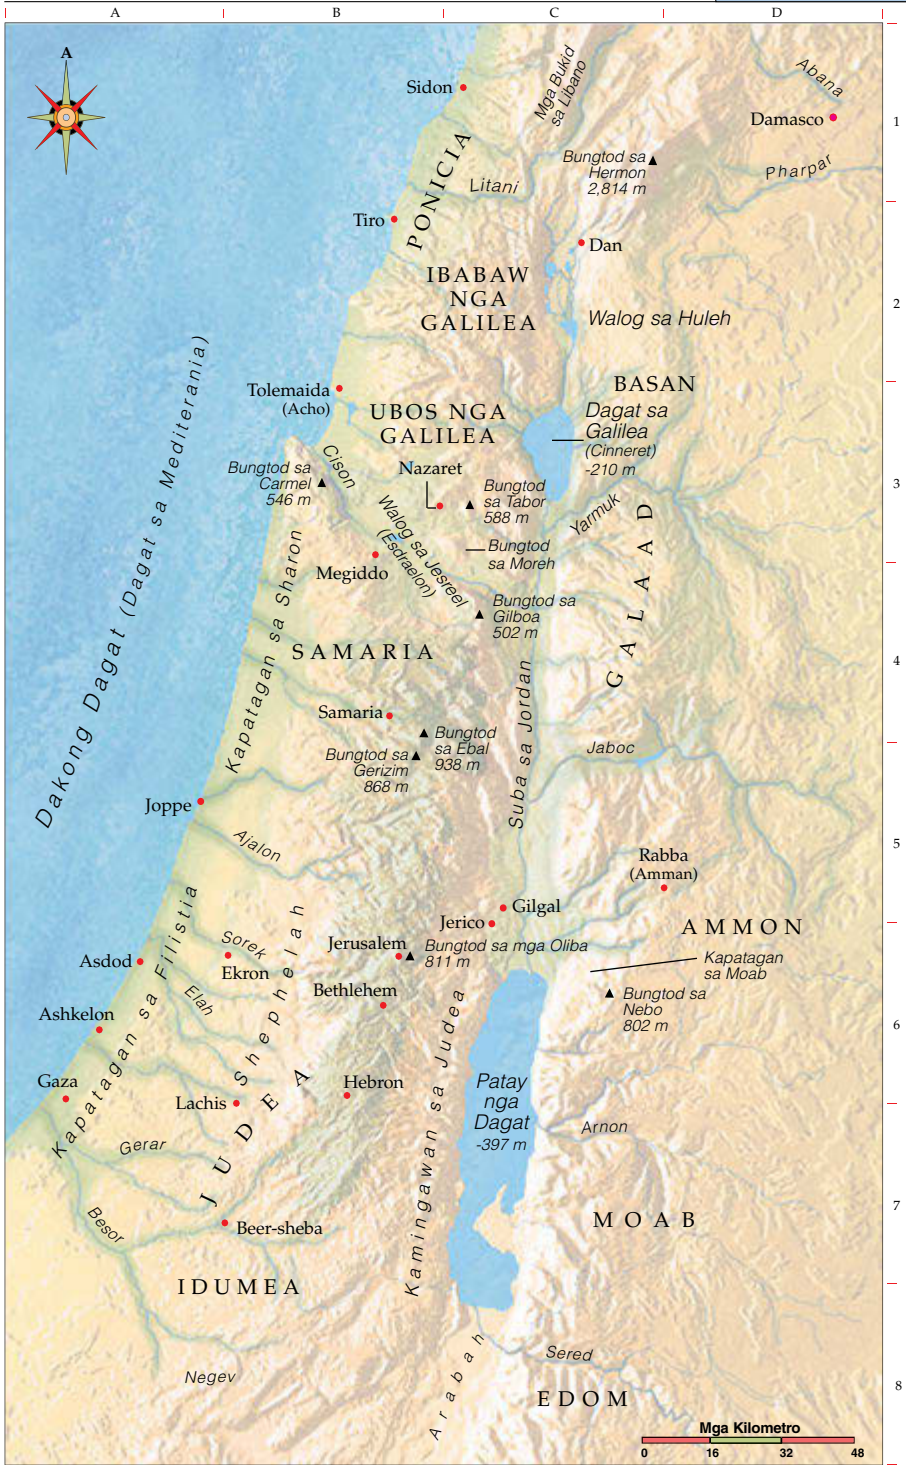 A B C D
A
1
2
3
4
5
6
7
8
Sidon
Mga Bukid
sa Libano
Abana
Damasco
Bungtod sa
Hermon
2,814 m
Pharpar
PONICIA
Litani
Tiro
Dan
IBABAW
NGA
GALILEA
Walog sa Huleh
Dakong Dagat (Dagat sa Mediterania)
Tolemaida
(Acho)
BASAN
UBOS NGA
GALILEA
Dagat sa
Galilea
(Cinneret)
-210 m
Bungtod sa
Carmel
546 m
Cison
Nazaret
Bungtod
sa Tabor
588 m
Yarmuk
Walog sa Jesreel
(Esdraelon)
Bungtod
sa Moreh
Megiddo
GALAAD
Kapatagan sa Sharon
Bungtod sa
Gilboa
502 m
SAMARIA
Samaria
Bungtod
sa Ebal
938 m
Bungtod sa
Gerizim
868 m
Suba sa Jordan
Jaboc
Joppe
Ajalon
Rabba
(Amman)
Gilgal
Jerico
AMMON
Sorek
Ekron
Jerusalem
Bungtod sa mga Oliba
811 m
Kapatagan
sa Moab
Asdod
Kapatagan sa Filistia
Elah
Shephelah
Bethlehem
Bungtod sa
Nebo
802 m
Ashkelon
Gaza
Lachis
Hebron
JUDEA
Kamingawan sa Judea
Patay
nga
Dagat
-397 m
Arnon
Gerar
Besor
Beer-sheba
MOAB
IDUMEA
Negev
Arabah
Sered
EDOM
Mga Kilometro
0 16 32 48